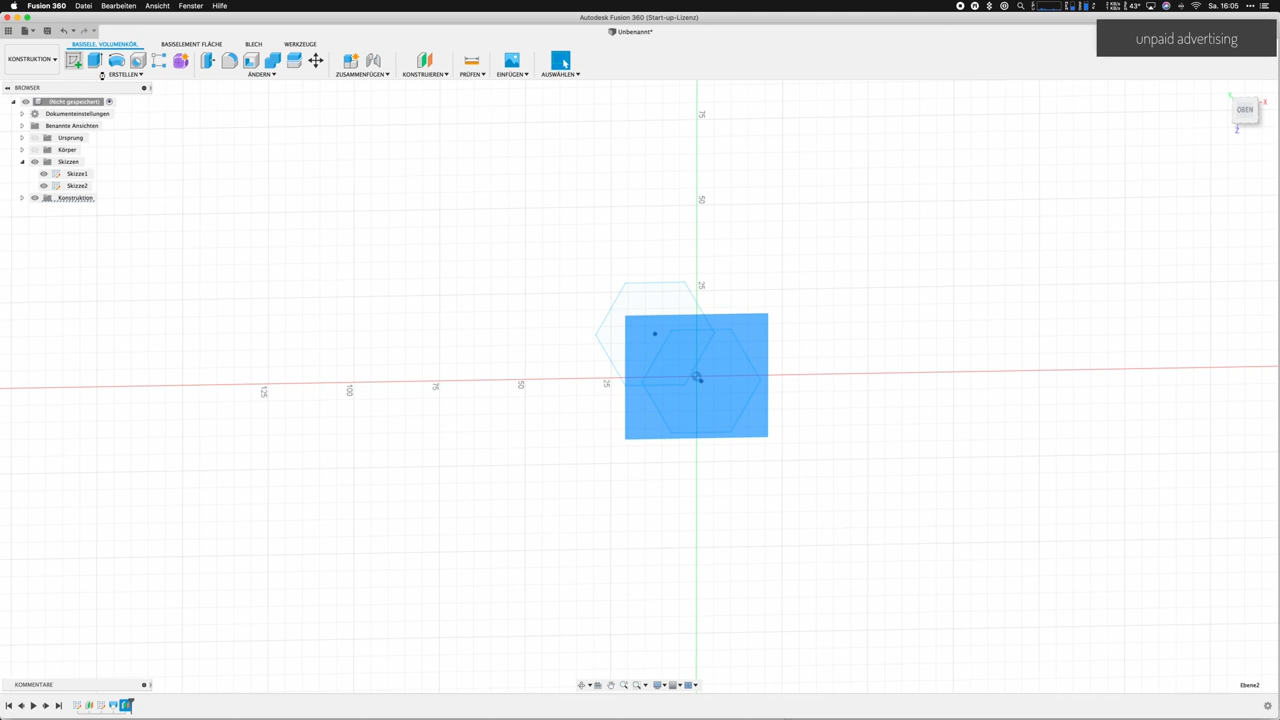 Fusion 360 Datei Bearbeiten Ansicht Fenster Hilfe 43° Sa. 16:05
Autodesk Fusion 360 (Start-up-Lizenz)
unpaid advertising
Unbenannt*
BASISELE. VOLUMENKÖR. BASISELEMENT FLÄCHE BLECH WERKZEUGE
KONSTRUKTION
ERSTELLEN ÄNDERN ZUSAMMENFÜGEN KONSTRUIEREN PRÜFEN EINFÜGEN AUSWÄHLEN
BROWSER
(Nicht gespeichert)
Dokumenteinstellungen
Benannte Ansichten
Ursprung
Körper
Skizzen
Skizze1
Skizze2
Konstruktion
OBEN
X
Z
75
50
25
125
100
75
50
25
KOMMENTARE
Ebene2